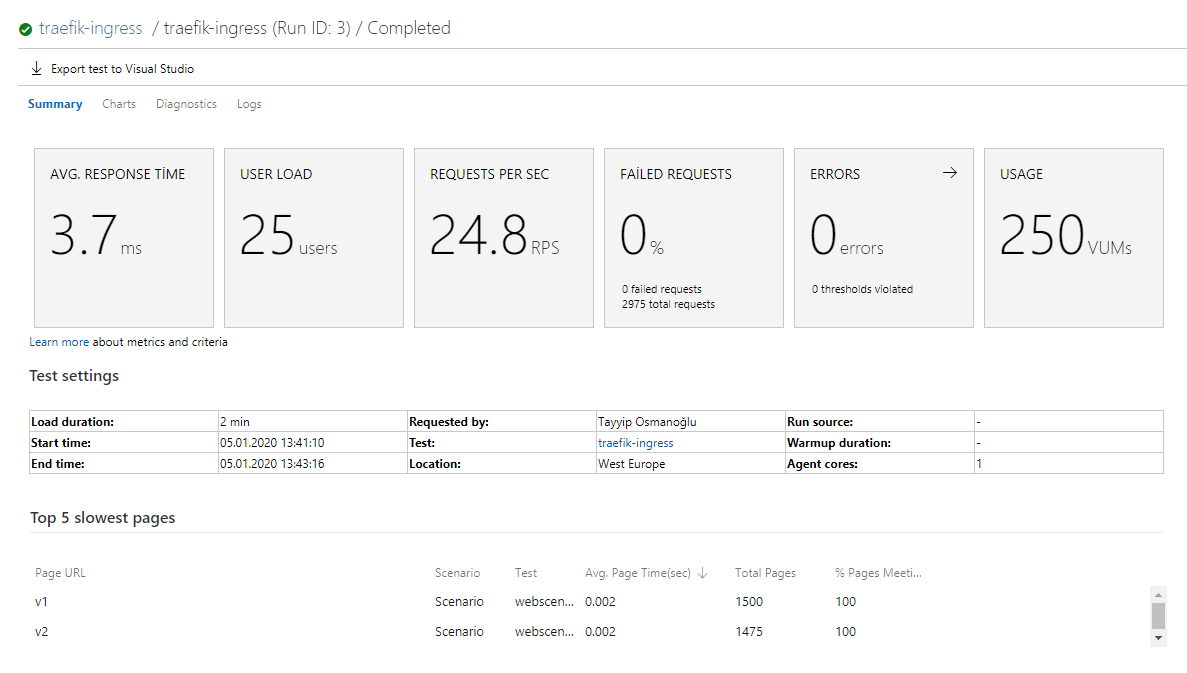 traefik-ingress / traefik-ingress (Run ID: 3) / Completed
Export test to Visual Studio
Summary Charts Diagnostics Logs
AVG. RESPONSE TİME USER LOAD REQUESTS PER SEC FAİLED REQUESTS ERRORS → USAGE
3.7 ms 25 users 24.8 RPS 0 % 0 errors 250 VUMs
0 failed requests 0 thresholds violated
2975 total requests
Learn more about metrics and criteria
Test settings
Load duration: 2 min Requested by: Tayyip Osmanoğlu Run source: -
Start time: 05.01.2020 13:41:10 Test: traefik-ingress Warmup duration: -
End time: 05.01.2020 13:43:16 Location: West Europe Agent cores: 1
Top 5 slowest pages
Page URL Scenario Test Avg. Page Time(sec) ↓ Total Pages % Pages Meeti...
v1 Scenario webscen... 0.002 1500 100
v2 Scenario webscen... 0.002 1475 100